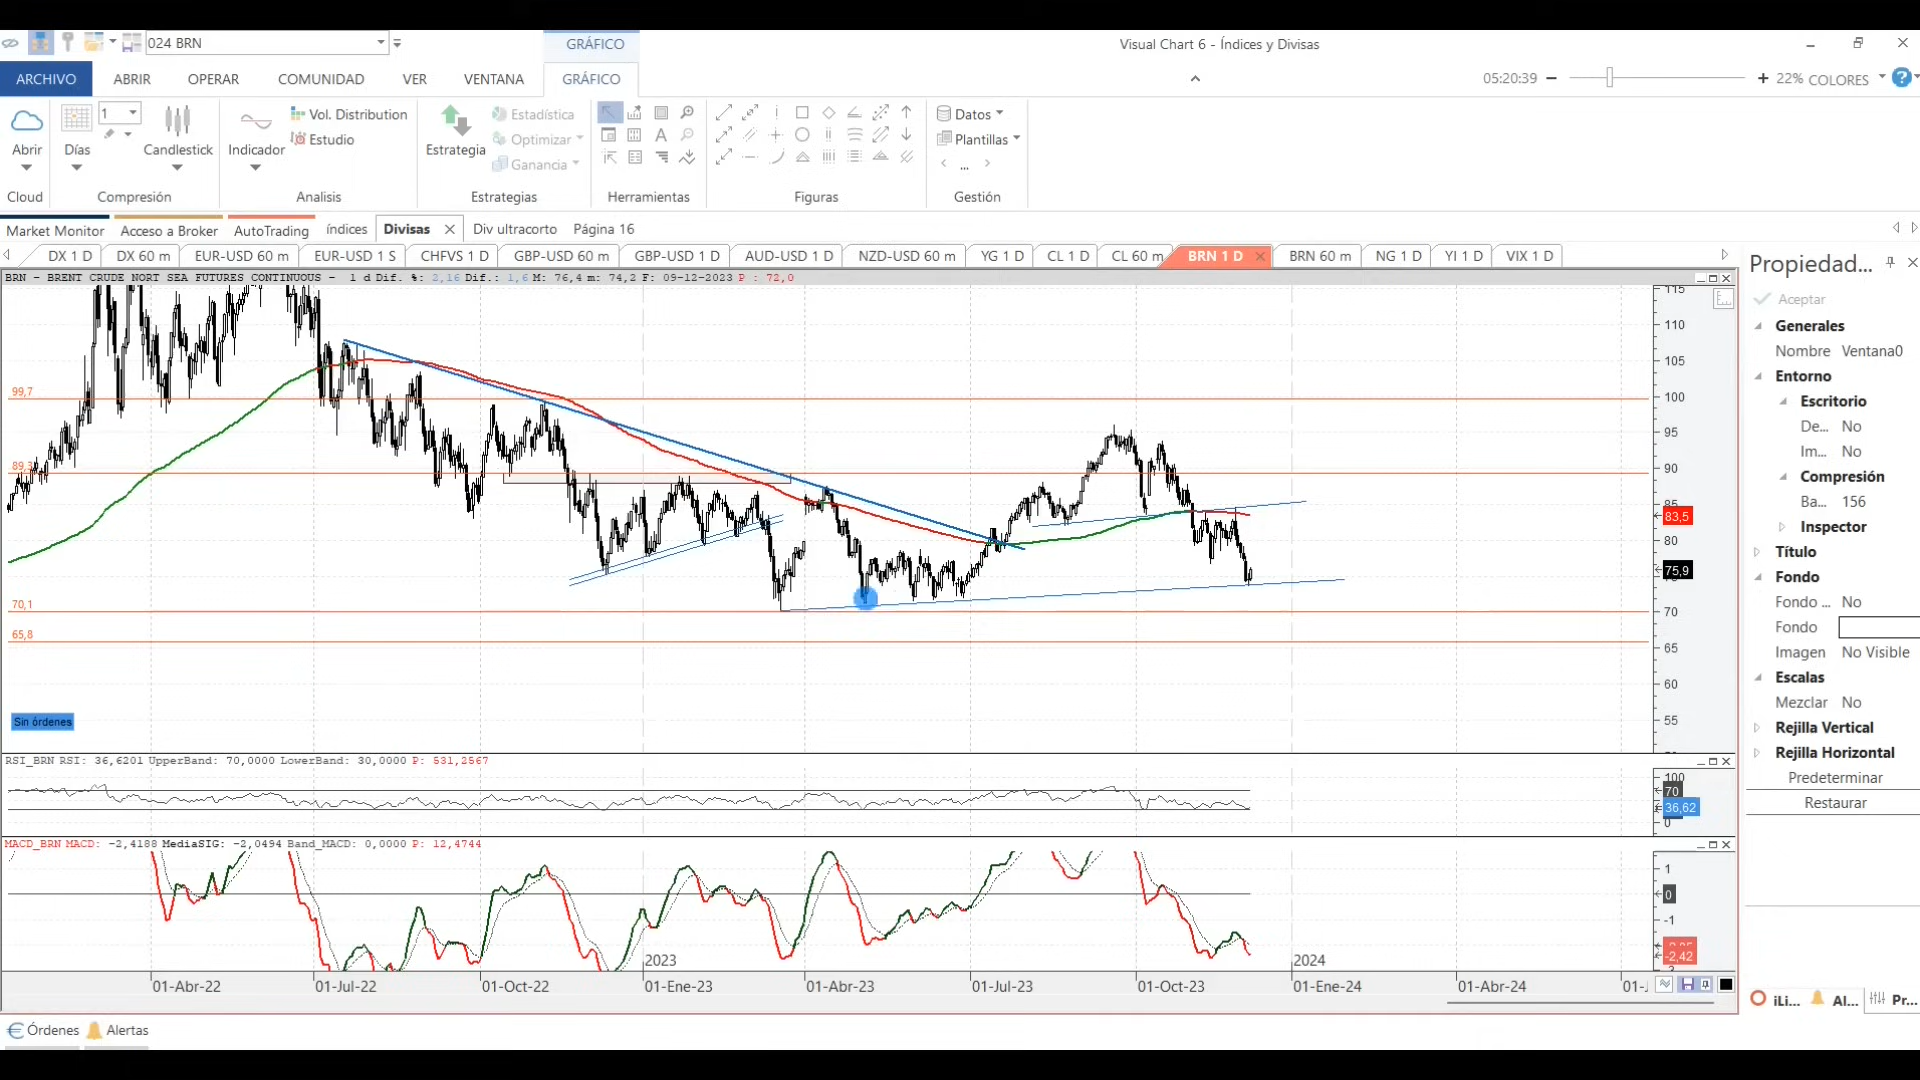 024 BRN
GRÁFICO
Visual Chart 6 - Índices y Divisas
ARCHIVO
ABRIR
OPERAR
COMUNIDAD
VER
VENTANA
GRÁFICO
05:20:39
22%
COLORES
Abrir
Días
1
Candlestick
Indicador
Vol. Distribution
Estudio
Estrategia
Estadística
Optimizar
Ganancia
Datos
Plantillas
...
Cloud
Compresión
Analisis
Estrategias
Herramientas
Figuras
Gestión
Market Monitor
Acceso a Broker
AutoTrading
índices
Divisas
Div ultracorto
Página 16
DX 1 D
DX 60 m
EUR-USD 60 m
EUR-USD 1 S
CHFVS 1 D
GBP-USD 60 m
GBP-USD 1 D
AUD-USD 1 D
NZD-USD 60 m
YG 1 D
CL 1 D
CL 60 m
BRN 1 D
BRN 60 m
NG 1 D
YI 1 D
VIX 1 D
BRN - BRENT CRUDE NORT SEA FUTURES CONTINUOUS - 1 d Dif. %: 2,16 Dif.: 1,6 M: 76,4 m: 74,2 F: 09-12-2023 P : 72,0
115
110
105
100
95
90
85
83,5
80
75,9
70
65
60
55
99,7
70,1
65,8
Sin órdenes
RSI_BRN RSI: 36,6201 UpperBand: 70,0000 LowerBand: 30,0000 P: 531,2567
100
70
36,62
0
MACD_BRN MACD: -2,4188 MediaSIG: -2,0494 Band_MACD: 0,0000 P: 12,4744
1
0
-1
-2,42
2023
2024
01-Abr-22
01-Jul-22
01-Oct-22
01-Ene-23
01-Abr-23
01-Jul-23
01-Oct-23
01-Ene-24
01-Abr-24
Propiedad...
Aceptar
Generales
Nombre Ventana0
Entorno
Escritorio
De... No
Im... No
Compresión
Ba... 156
Inspector
Título
Fondo
Fondo ... No
Fondo
Imagen No Visible
Escalas
Mezclar No
Rejilla Vertical
Rejilla Horizontal
Predeterminar
Restaurar
iLi...
Al...
Pr...
Órdenes
Alertas